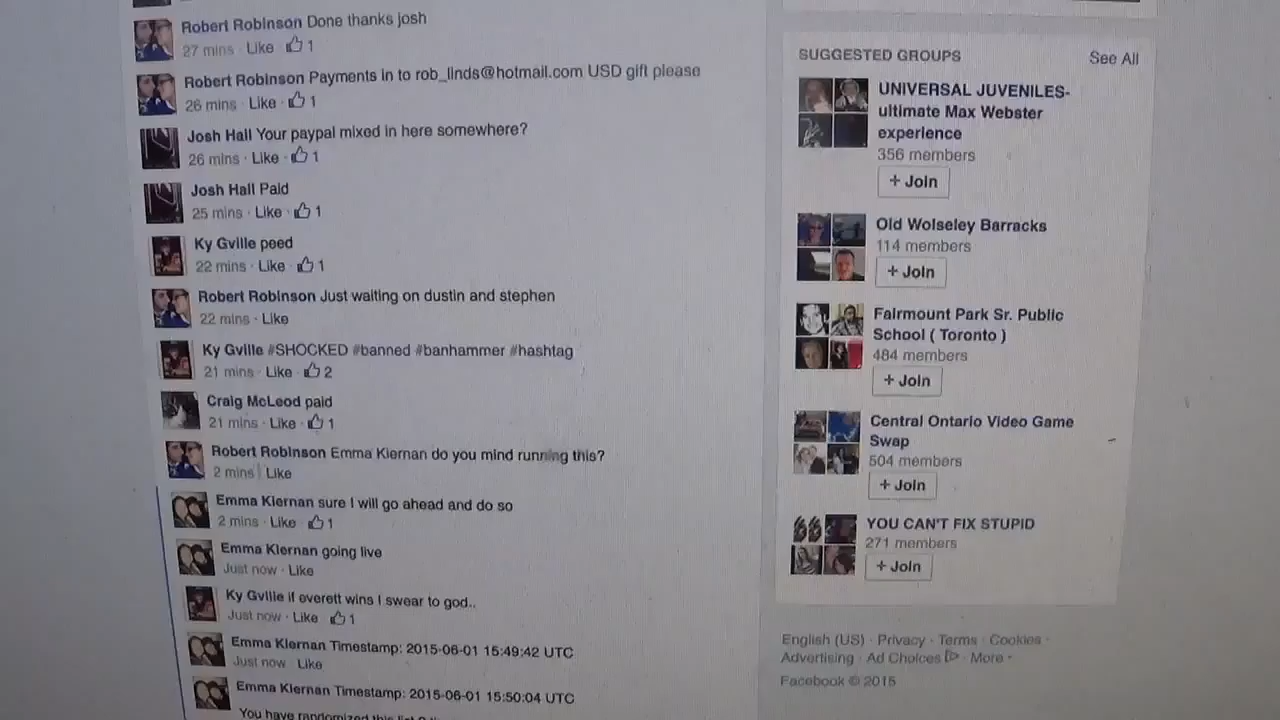 Robert Robinson Done thanks josh
27 mins · Like · 1
Robert Robinson Payments in to rob_linds@hotmail.com USD gift please
26 mins · Like · 1
Josh Hall Your paypal mixed in here somewhere?
26 mins · Like · 1
Josh Hall Paid
25 mins · Like · 1
Ky Gville peed
22 mins · Like · 1
Robert Robinson Just waiting on dustin and stephen
22 mins · Like
Ky Gville #SHOCKED #banned #banhammer #hashtag
21 mins · Like · 2
Craig McLeod paid
21 mins · Like · 1
Robert Robinson Emma Kiernan do you mind running this?
2 mins · Like
Emma Kiernan sure I will go ahead and do so
2 mins · Like · 1
Emma Kiernan going live
Just now · Like
Ky Gville if everett wins I swear to god..
Just now · Like · 1
Emma Kiernan Timestamp: 2015-06-01 15:49:42 UTC
Just now · Like
Emma Kiernan Timestamp: 2015-06-01 15:50:04 UTC
You have randomized this list
SUGGESTED GROUPS See All
UNIVERSAL JUVENILES-
ultimate Max Webster
experience
356 members
+ Join
Old Wolseley Barracks
114 members
+ Join
Fairmount Park Sr. Public
School ( Toronto )
484 members
+ Join
Central Ontario Video Game
Swap
504 members
+ Join
YOU CAN'T FIX STUPID
271 members
+ Join
English (US) · Privacy · Terms · Cookies ·
Advertising · Ad Choices · More
Facebook © 2015